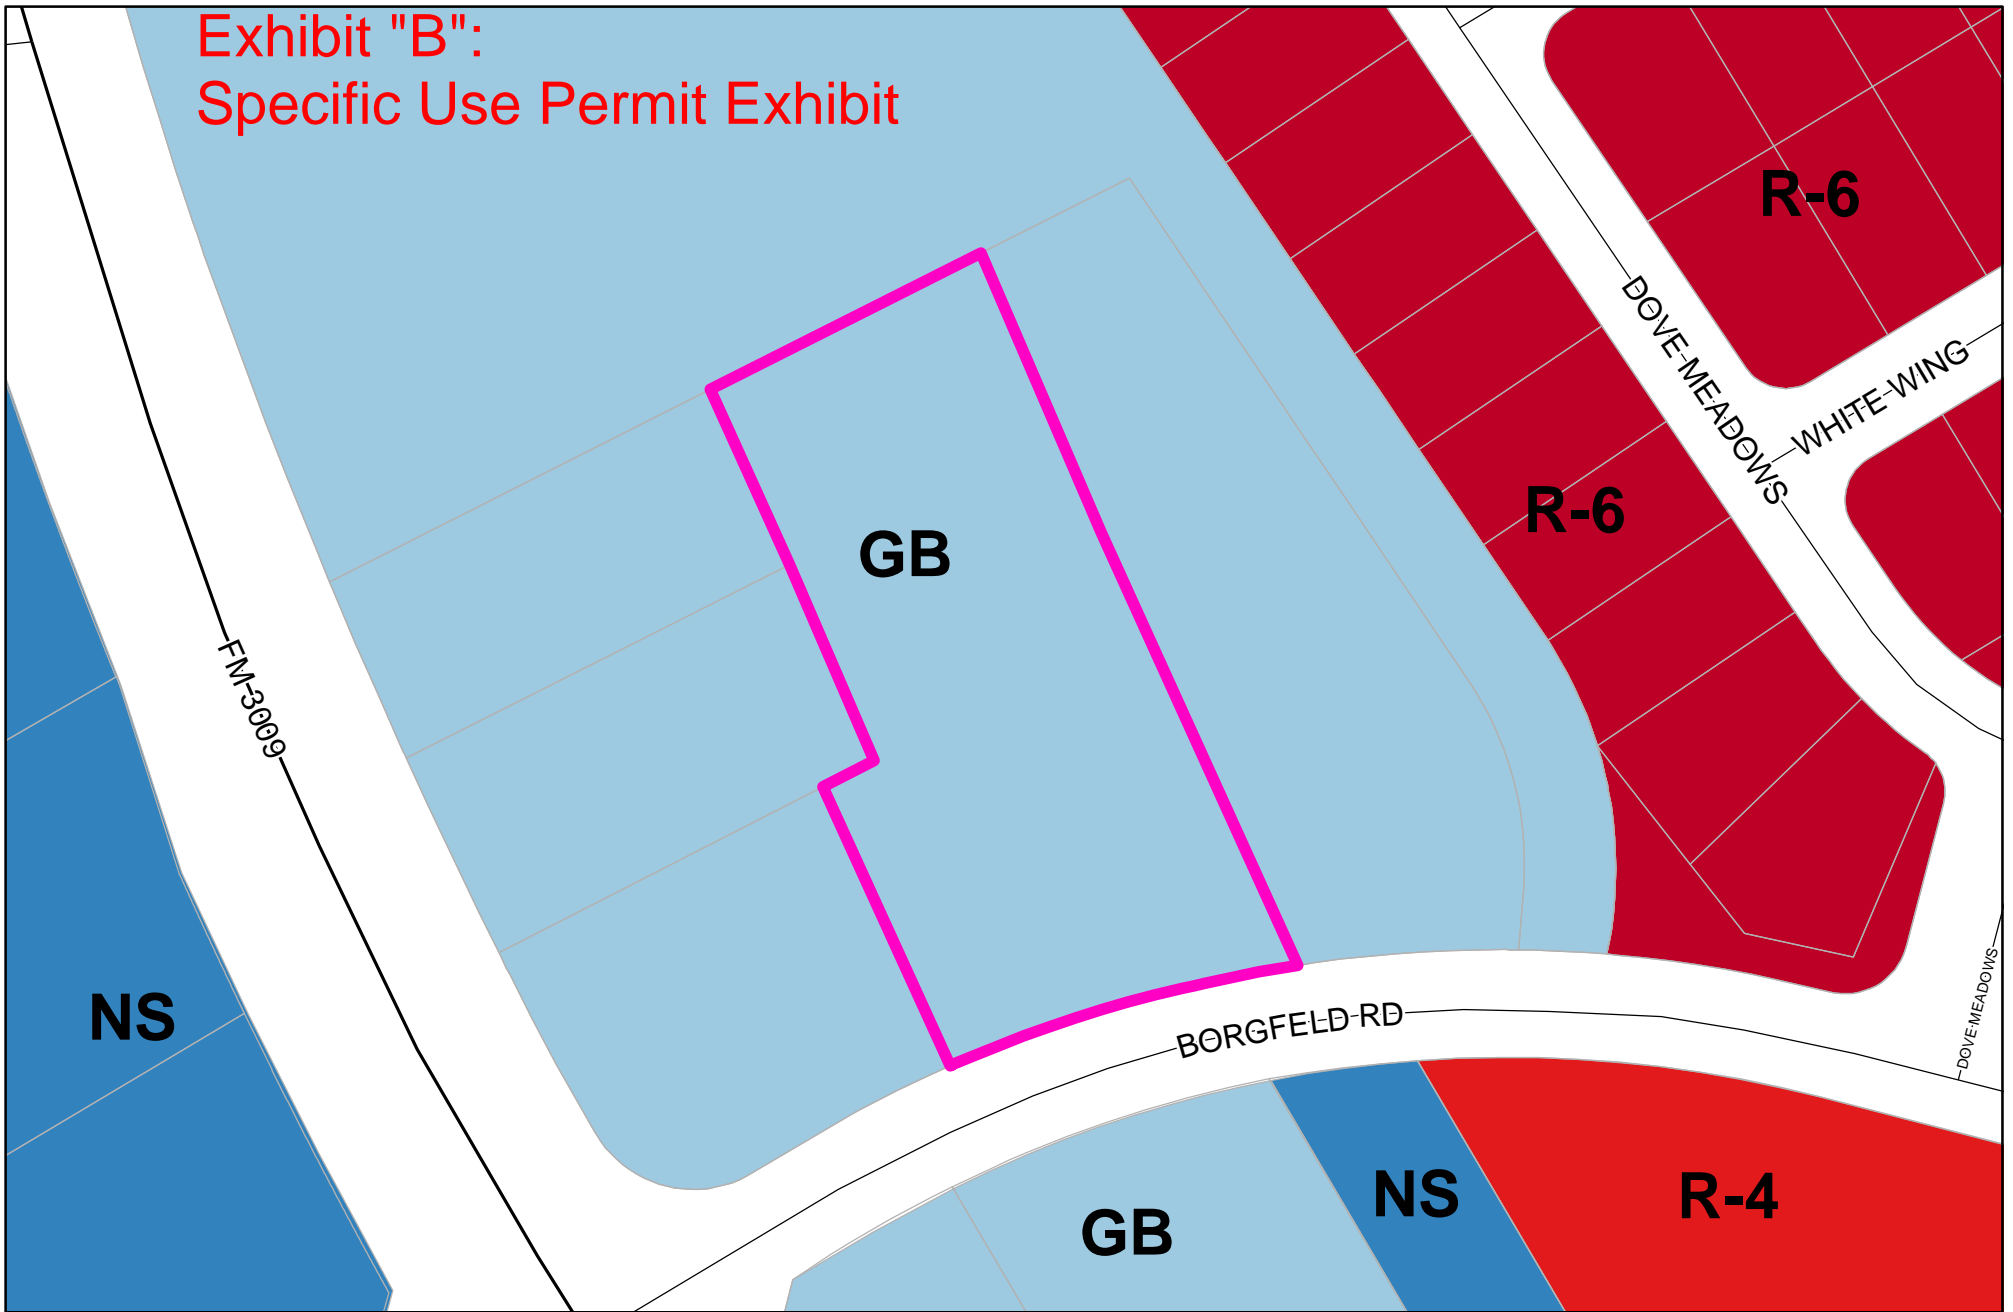 Exhibit "B":
Specific Use Permit Exhibit
R-6
DOVE MEADOWS
WHITE WING
R-6
GB
FM 3009
NS
BORGFELD RD
DOVE MEADOWS
NS
R-4
GB